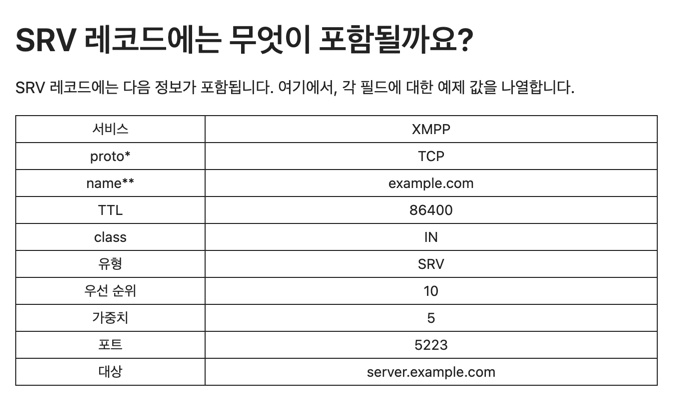 SRV 레코드에는 무엇이 포함될까요?
SRV 레코드에는 다음 정보가 포함됩니다. 여기에서, 각 필드에 대한 예제 값을 나열합니다.
서비스 XMPP
proto* TCP
name** example.com
TTL 86400
class IN
유형 SRV
우선 순위 10
가중치 5
포트 5223
대상 server.example.com